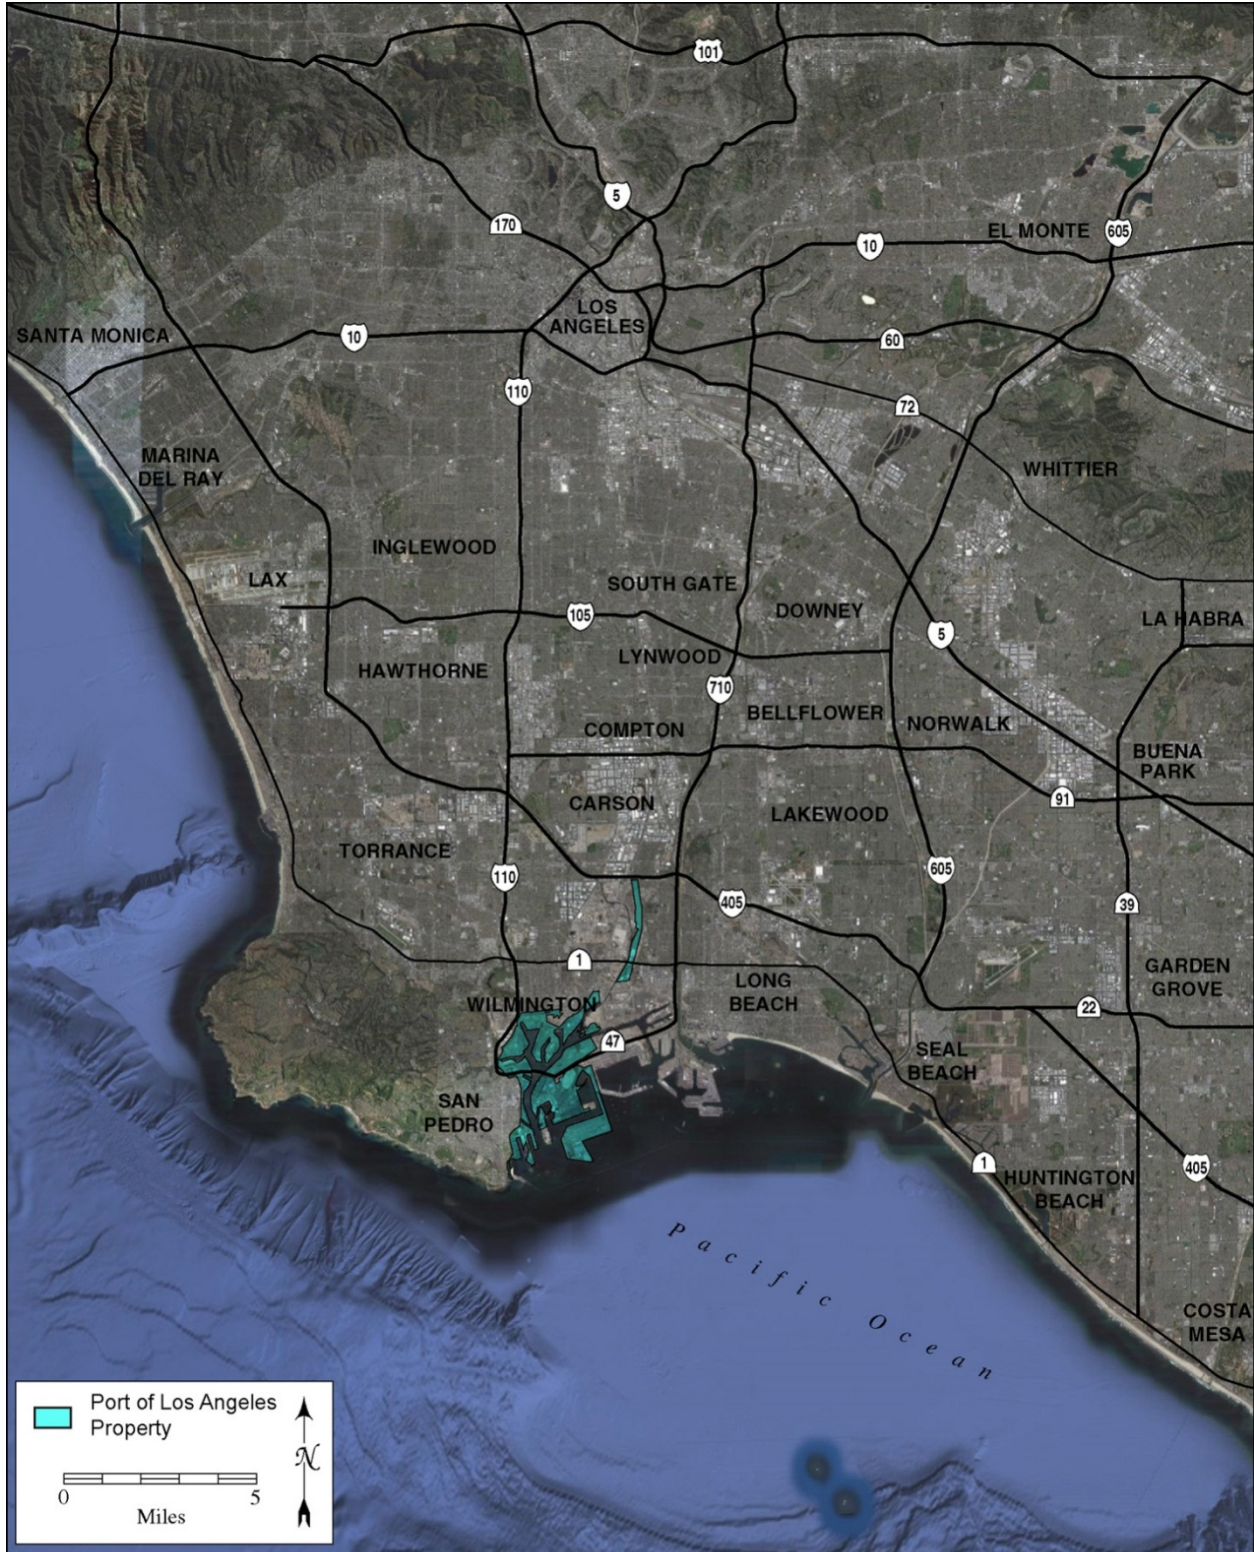 101
5
170
10
EL MONTE
605
LOS
ANGELES
SANTA MONICA
10
60
110
72
MARINA
DEL RAY
WHITTIER
INGLEWOOD
LAX
SOUTH GATE
DOWNEY
105
LA HABRA
5
HAWTHORNE
LYNWOOD
710
BELLFLOWER
NORWALK
COMPTON
BUENA
PARK
CARSON
91
LAKEWOOD
TORRANCE
110
605
405
39
1
GARDEN
GROVE
LONG
BEACH
WILMINGTON
22
47
SEAL
BEACH
SAN
PEDRO
1
405
HUNTINGTON
BEACH
Pacific Ocean
COSTA
MESA
Port of Los Angeles
Property
N
0 5
Miles